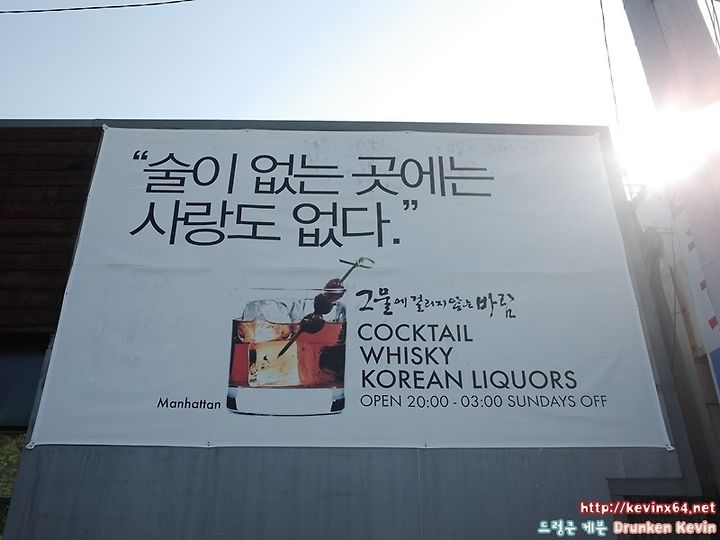 “술이 없는 곳에는
사랑도 없다.”
그물에 걸리지 않는 바람
COCKTAIL
WHISKY
KOREAN LIQUORS
OPEN 20:00 - 03:00 SUNDAYS OFF
Manhattan
http://kevinx64.net
드렁큰 케븐 Drunken Kevin